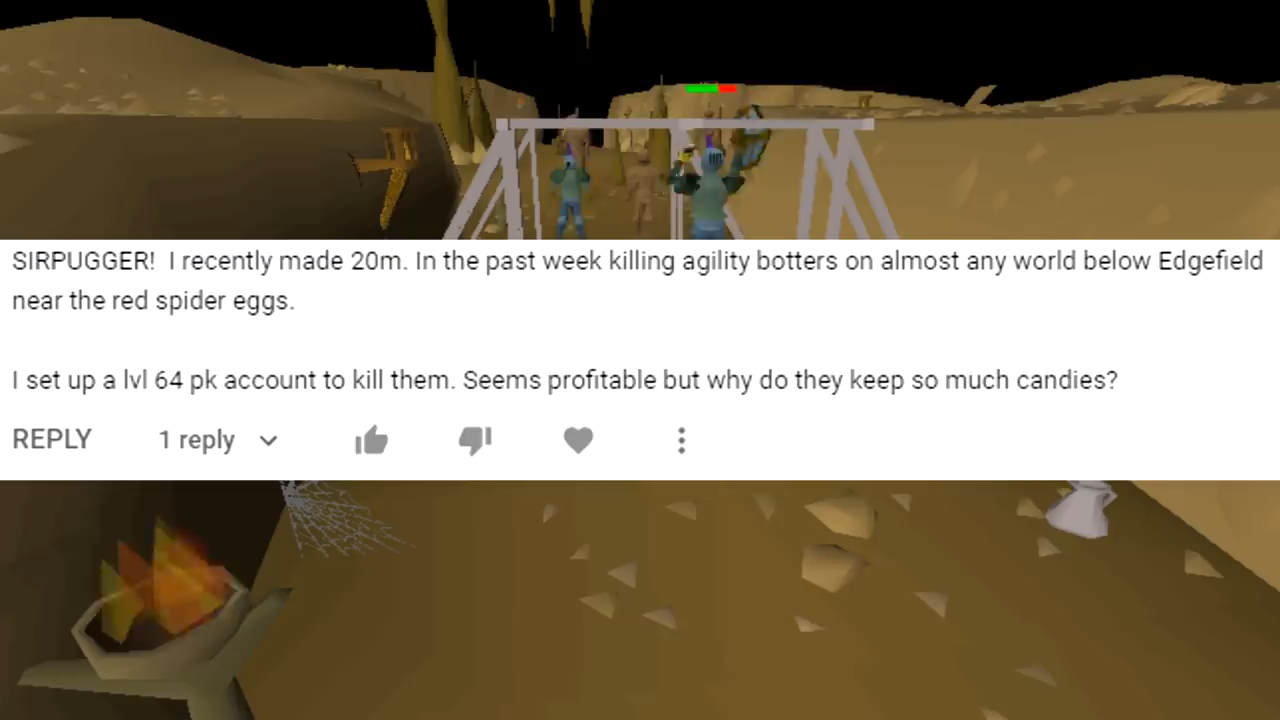 SIRPUGGER!  I recently made 20m. In the past week killing agility botters on almost any world below Edgefield
near the red spider eggs.
I set up a lvl 64 pk account to kill them. Seems profitable but why do they keep so much candies?
REPLY 1 reply